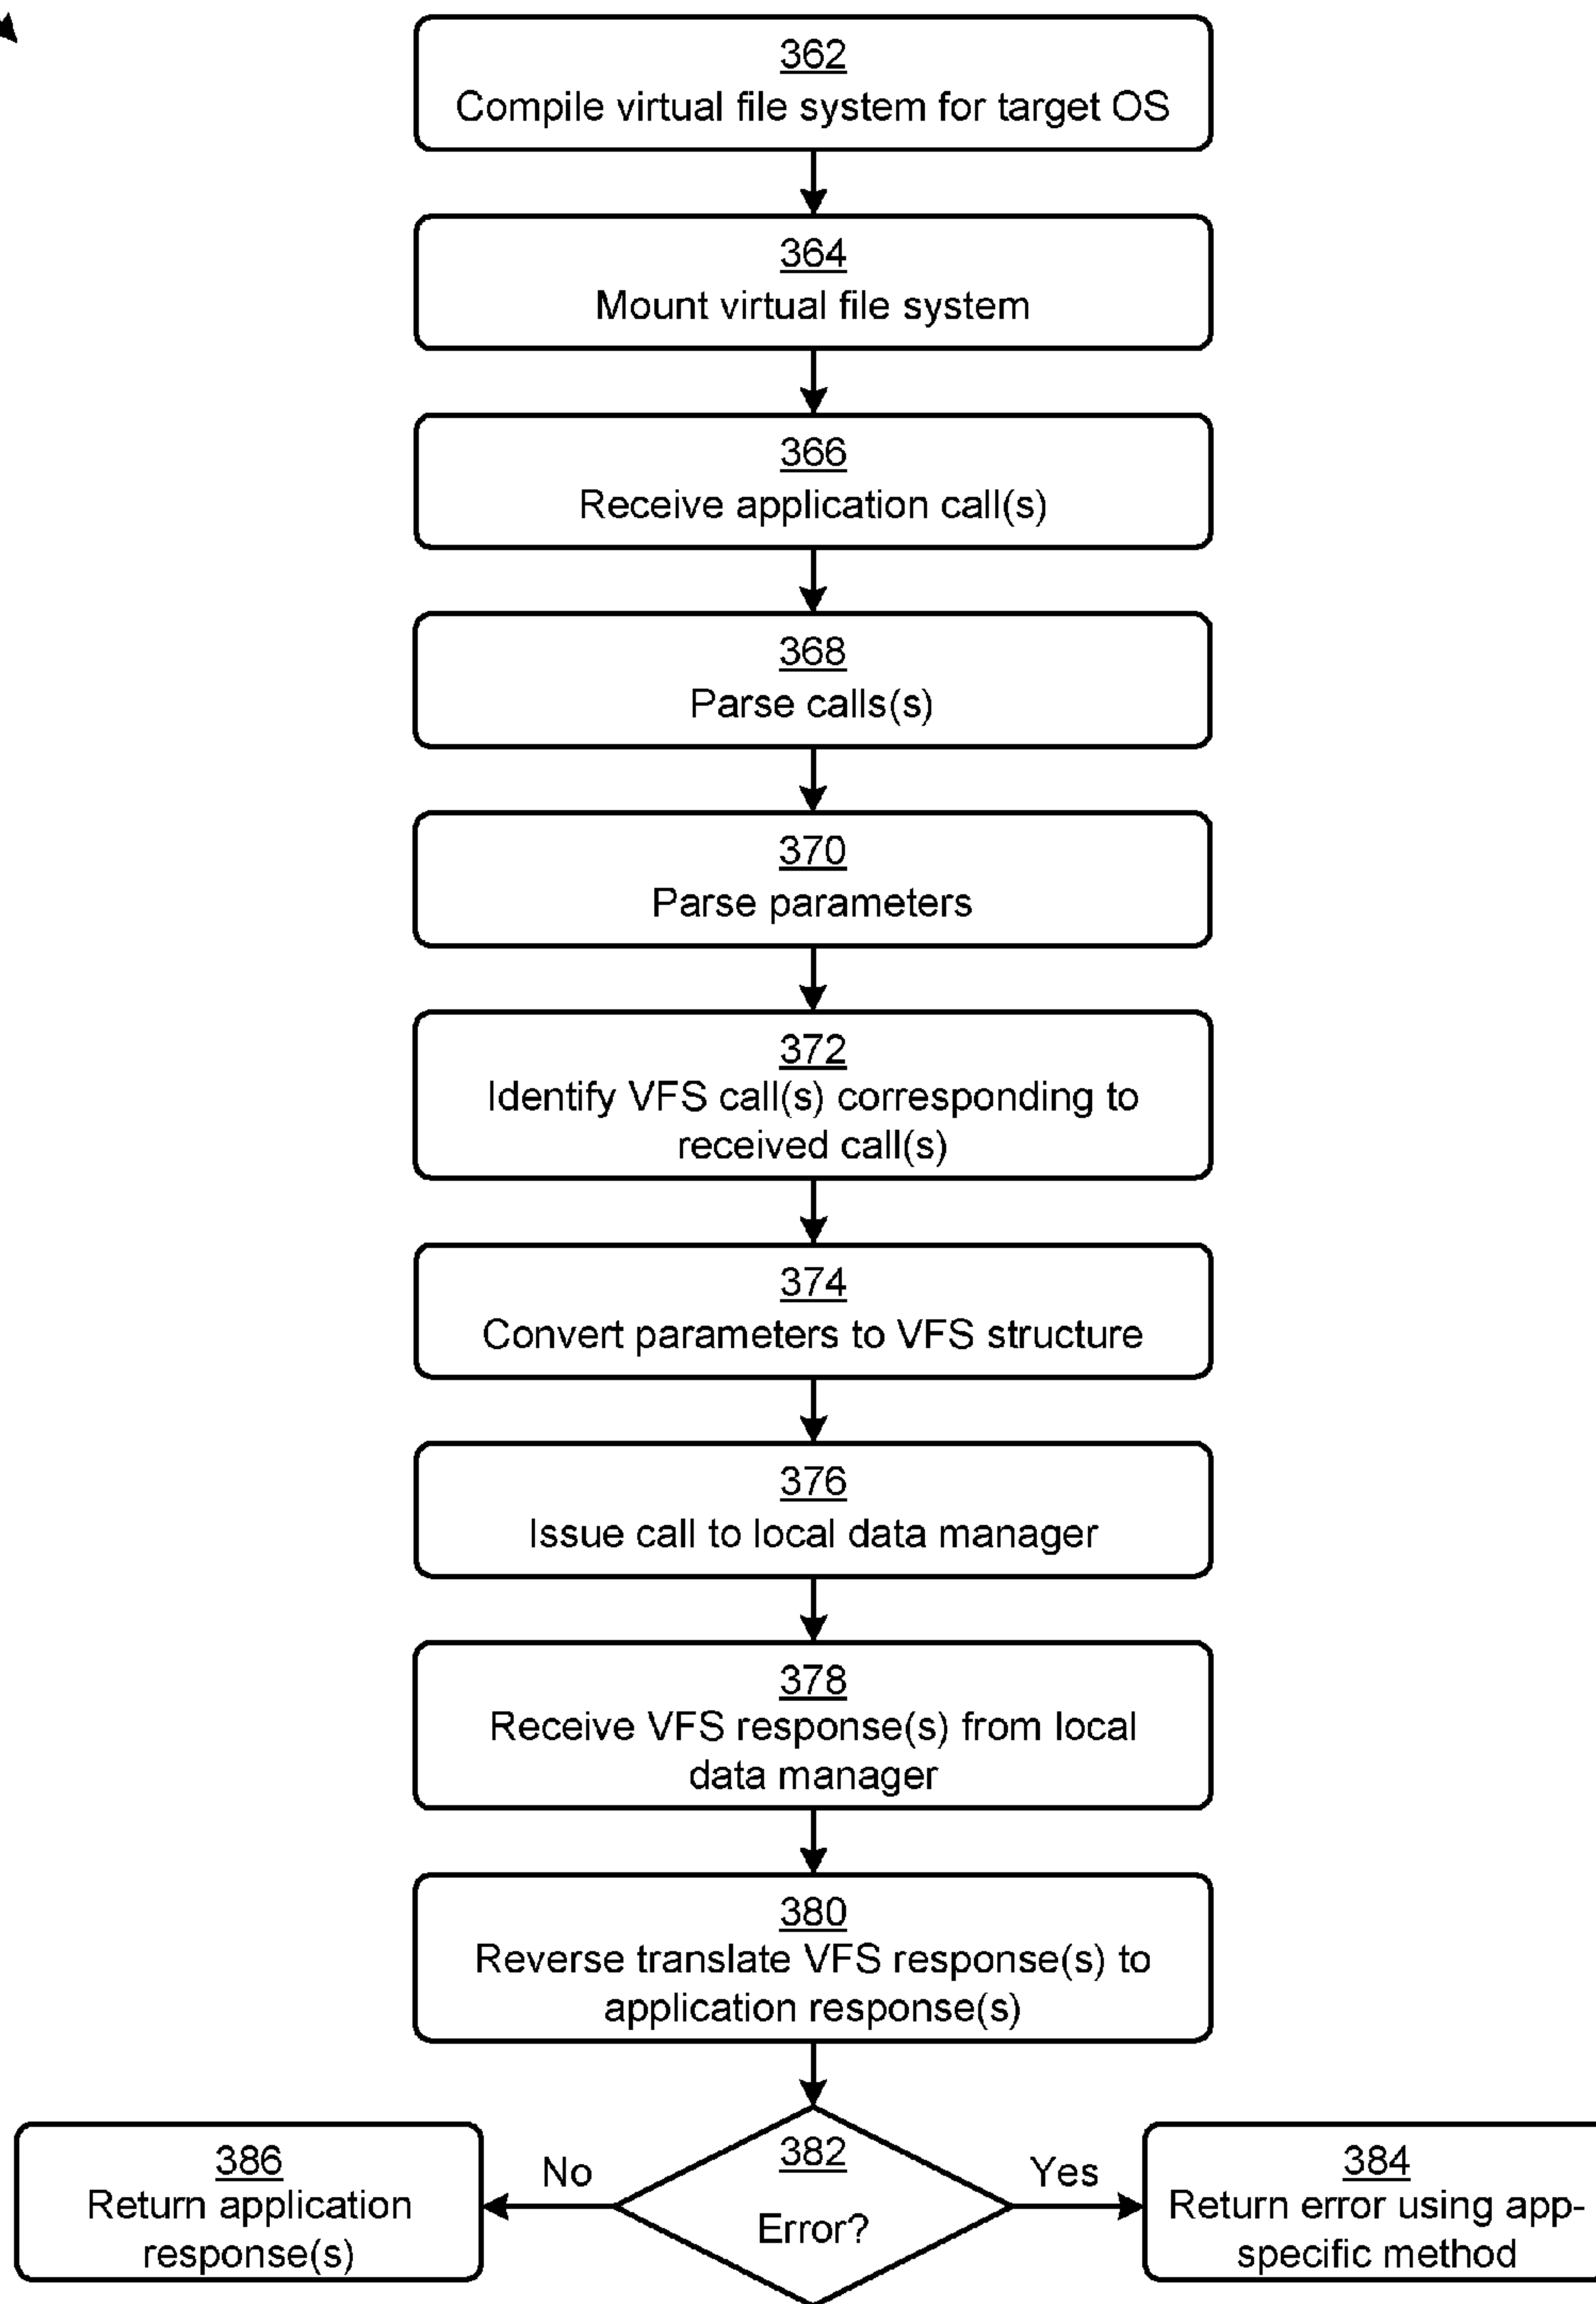 362
Compile virtual file system for target OS
364
Mount virtual file system
366
Receive application call(s)
368
Parse calls(s)
370
Parse parameters
372
Identify VFS call(s) corresponding to
received call(s)
374
Convert parameters to VFS structure
376
Issue call to local data manager
378
Receive VFS response(s) from local
data manager
380
Reverse translate VFS response(s) to
application response(s)
382
Error?
No
Yes
386
Return application
response(s)
384
Return error using app-
specific method